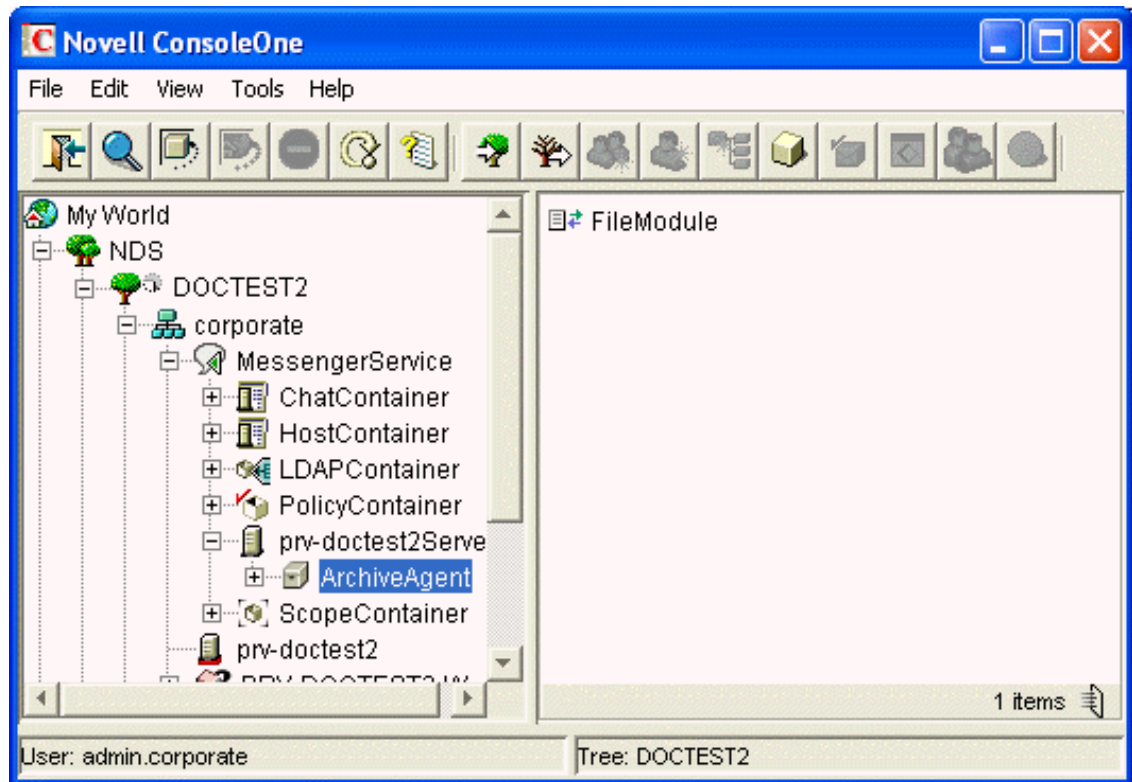 Novell ConsoleOne
File Edit View Tools Help
My World
FileModule
NDS
DOCTEST2
corporate
MessengerService
ChatContainer
HostContainer
LDAPContainer
PolicyContainer
prv-doctest2Serve
ArchiveAgent
ScopeContainer
prv-doctest2
1 items
User: admin.corporate
Tree: DOCTEST2